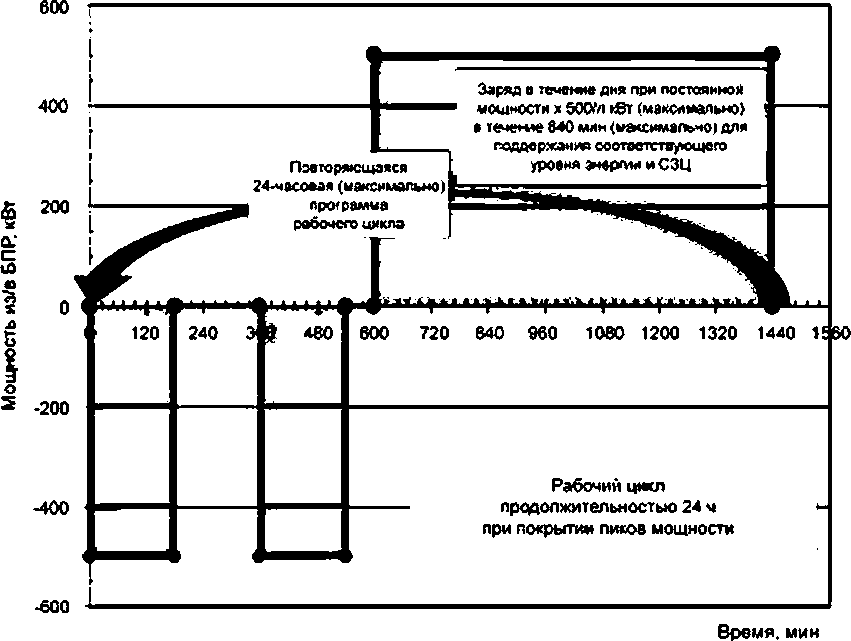 600
400
200
0
-200
-400
-600
Мощность из/в БПР, кВт
Заряд в течение дня при постоянной
мощности x 500/л кВт (максимально)
в течение 840 мин (максимально) для
поддержания соответствующего
уровня энергии и СЗЦ
Повторяющаяся
24-часовая (максимально)
программа
рабочего цикла
120 240 480 600 720 840 960 1080 1200 1320 1440 1560
Рабочий цикл
продолжительностью 24 ч
при покрытии пиков мощности
Время, мин